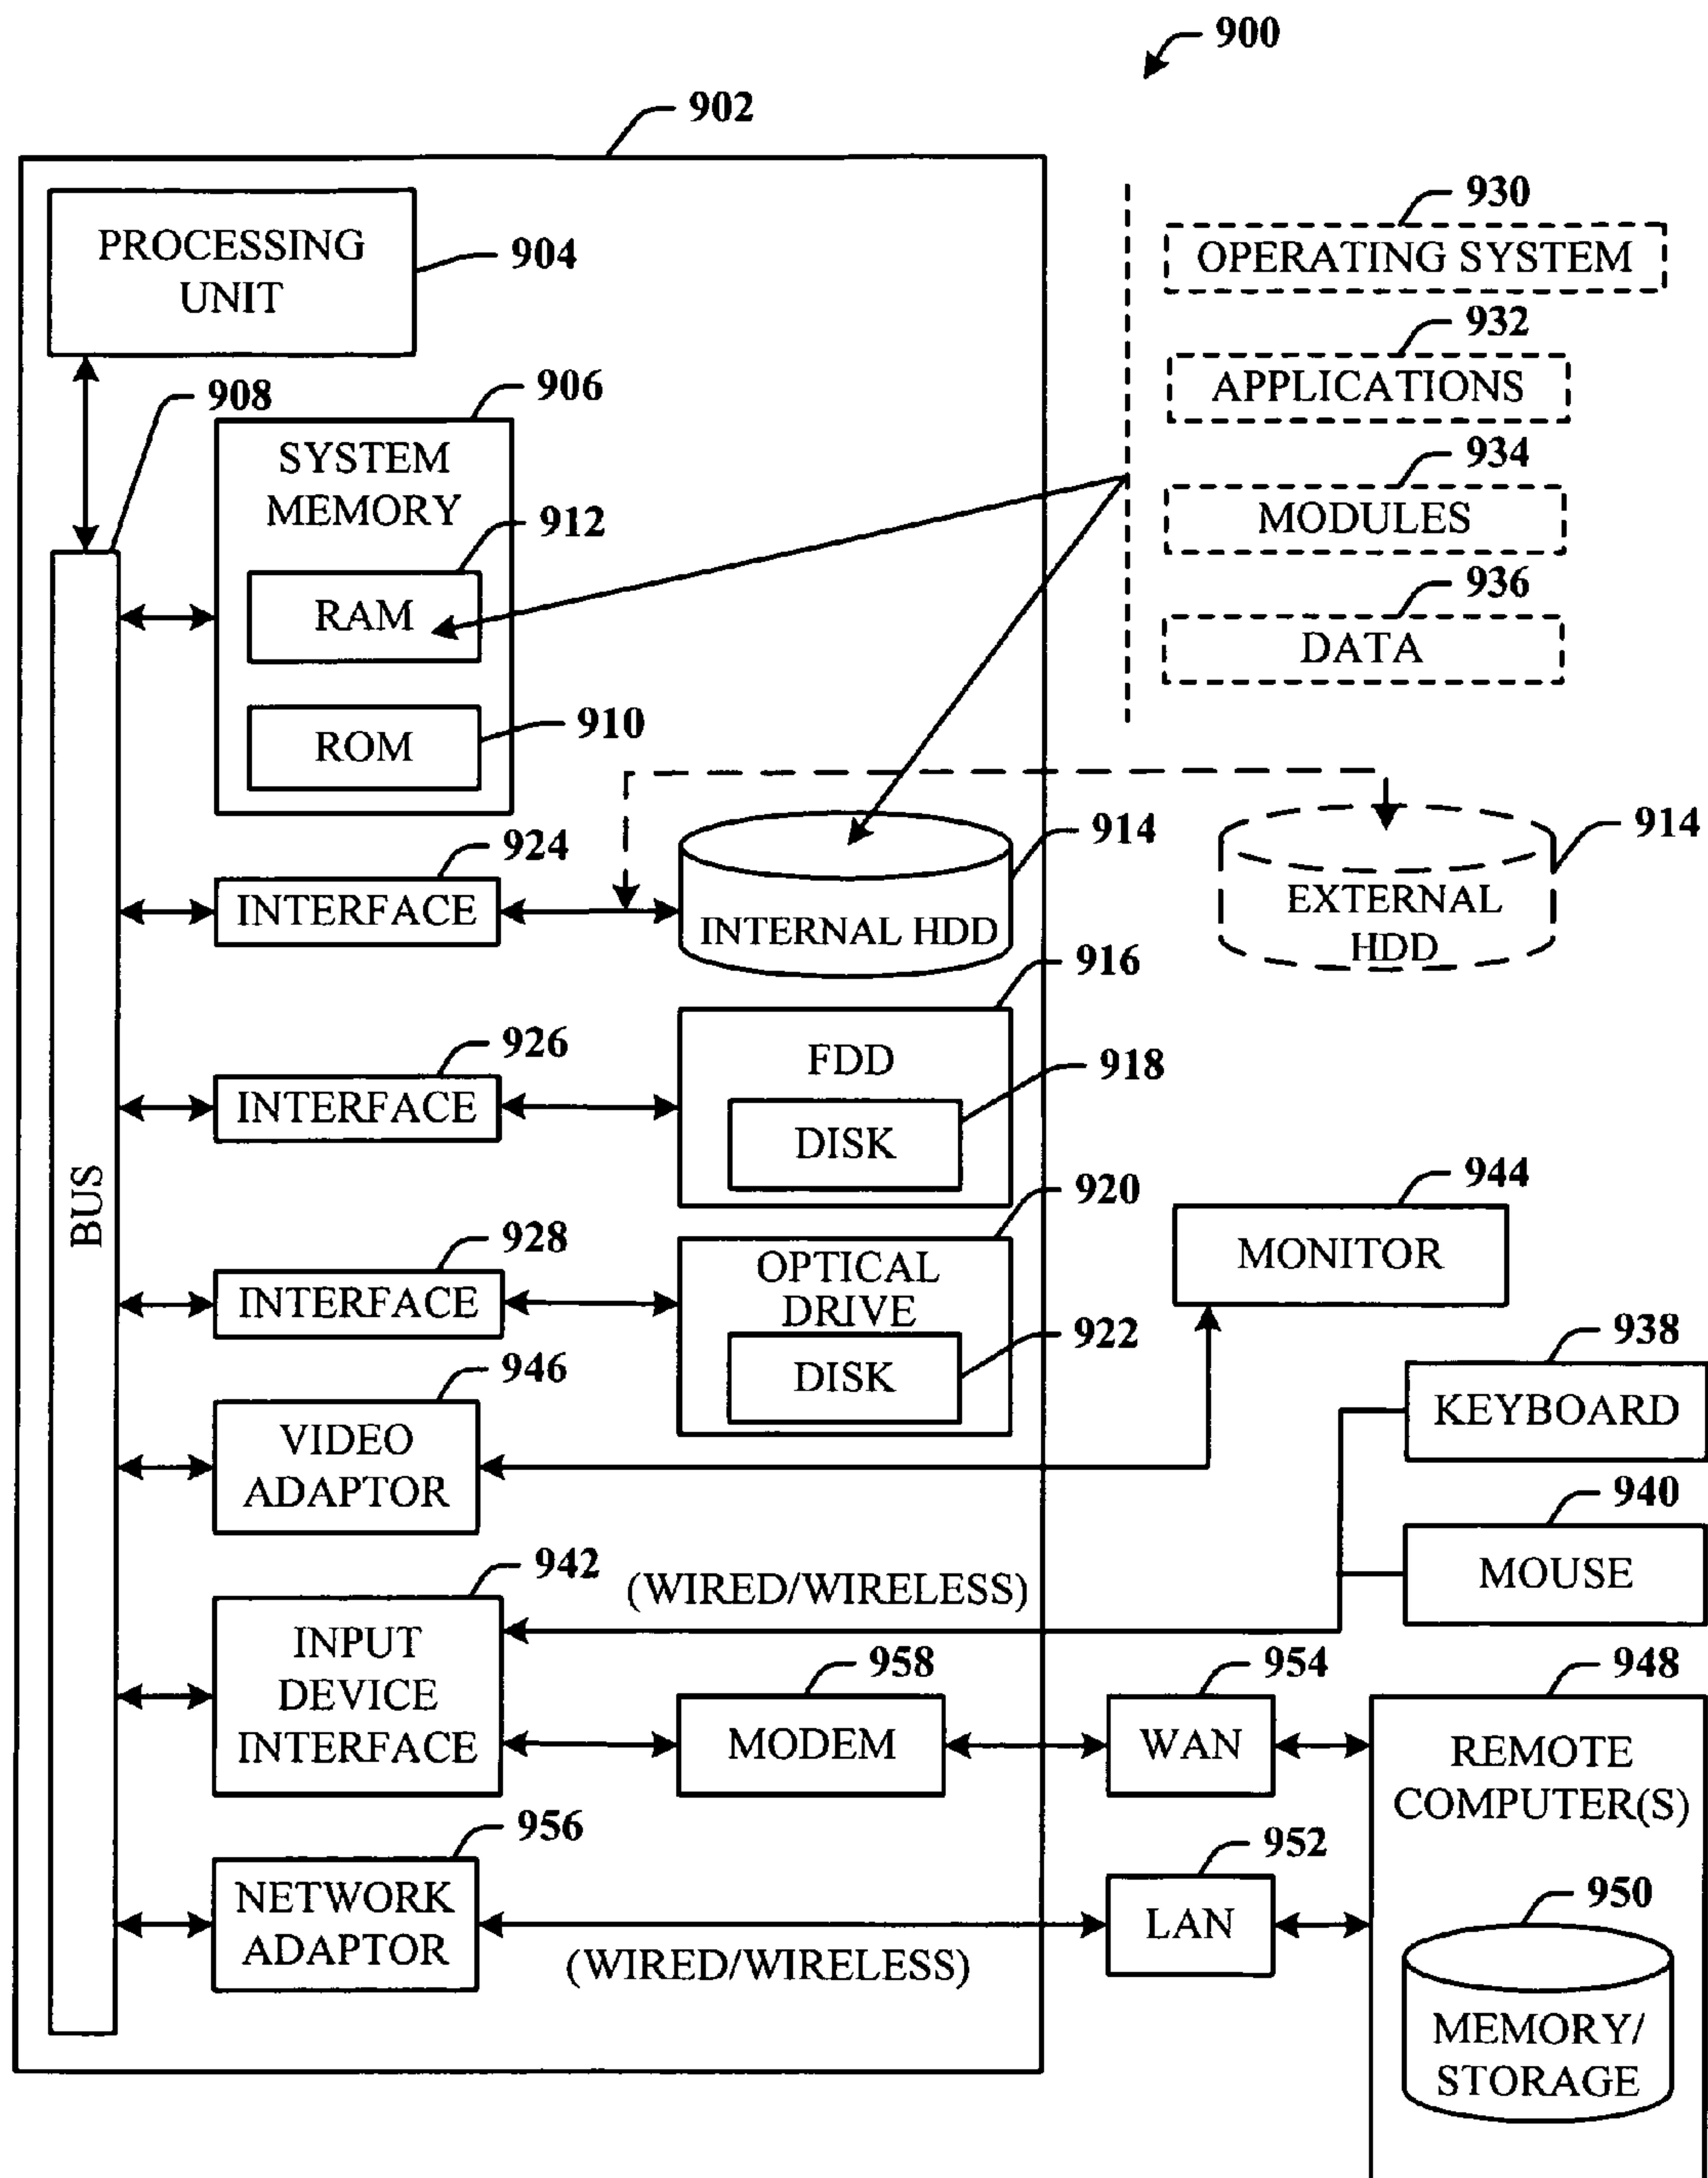 900
902
PROCESSING
UNIT
904
930
OPERATING SYSTEM
932
APPLICATIONS
934
MODULES
936
DATA
908
906
SYSTEM
MEMORY
912
RAM
910
ROM
BUS
924
INTERFACE
914
INTERNAL HDD
914
EXTERNAL
HDD
926
INTERFACE
916
FDD
918
DISK
928
INTERFACE
920
OPTICAL
DRIVE
922
DISK
944
MONITOR
946
VIDEO
ADAPTOR
938
KEYBOARD
940
MOUSE
942
INPUT
DEVICE
INTERFACE
(WIRED/WIRELESS)
958
MODEM
954
WAN
948
REMOTE
COMPUTER(S)
956
NETWORK
ADAPTOR
(WIRED/WIRELESS)
952
LAN
950
MEMORY/
STORAGE